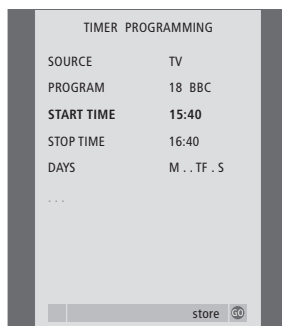 TIMER PROGRAMMING
SOURCE TV
PROGRAM 18 BBC
START TIME 15:40
STOP TIME 16:40
DAYS M . . TF . S
. . .
store GO